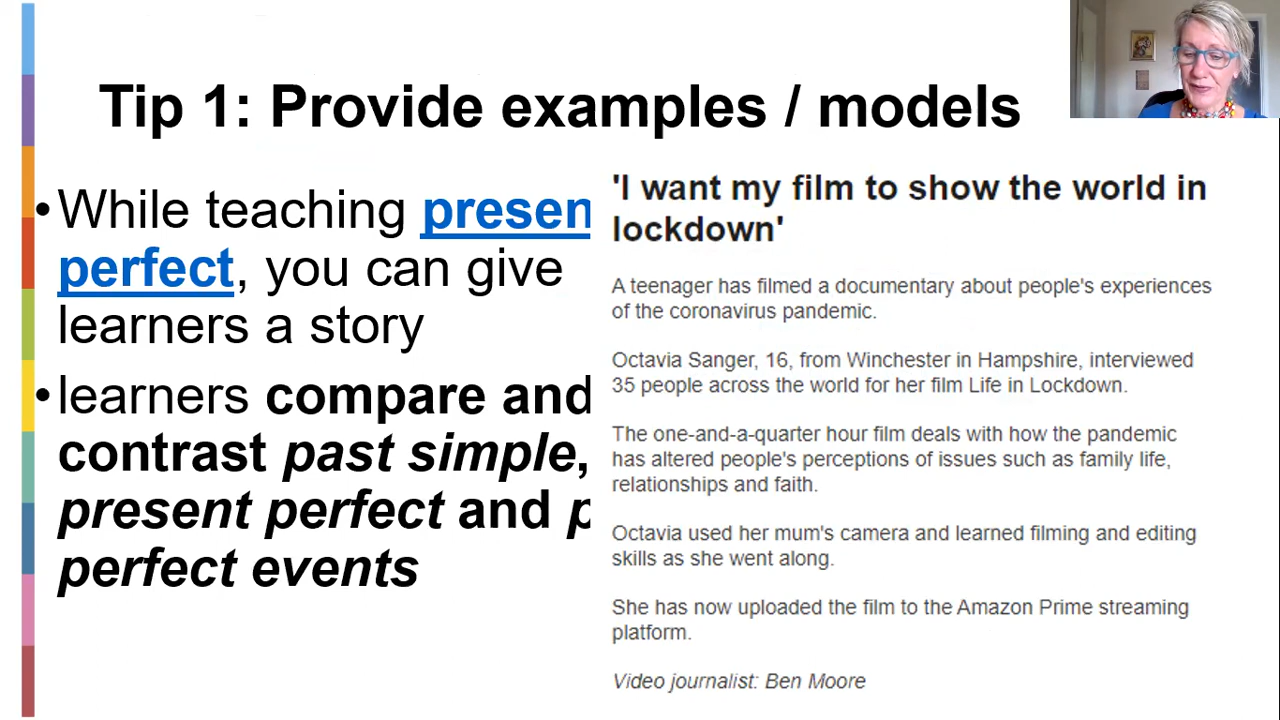 Tip 1: Provide examples / models
•While teaching presen
perfect, you can give
learners a story
•learners compare and
contrast past simple,
present perfect and p
perfect events
'I want my film to show the world in
lockdown'
A teenager has filmed a documentary about people's experiences
of the coronavirus pandemic.
Octavia Sanger, 16, from Winchester in Hampshire, interviewed
35 people across the world for her film Life in Lockdown.
The one-and-a-quarter hour film deals with how the pandemic
has altered people's perceptions of issues such as family life,
relationships and faith.
Octavia used her mum's camera and learned filming and editing
skills as she went along.
She has now uploaded the film to the Amazon Prime streaming
platform.
Video journalist: Ben Moore